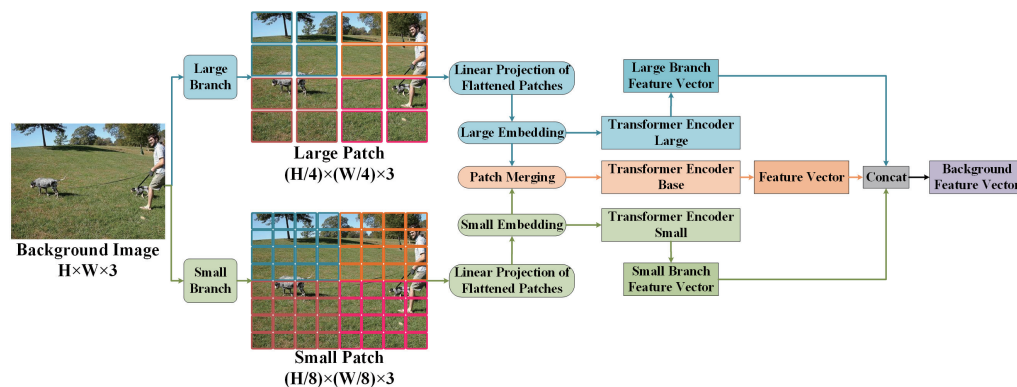 Background Image
H×W×3
Large
Branch
Large Patch
(H/4)×(W/4)×3
Small
Branch
Small Patch
(H/8)×(W/8)×3
Linear Projection of
Flattened Patches
Large Embedding
Patch Merging
Small Embedding
Linear Projection of
Flattened Patches
Large Branch
Feature Vector
Transformer Encoder
Large
Transformer Encoder
Base
Feature Vector
Transformer Encoder
Small
Small Branch
Feature Vector
Concat
Background
Feature Vector